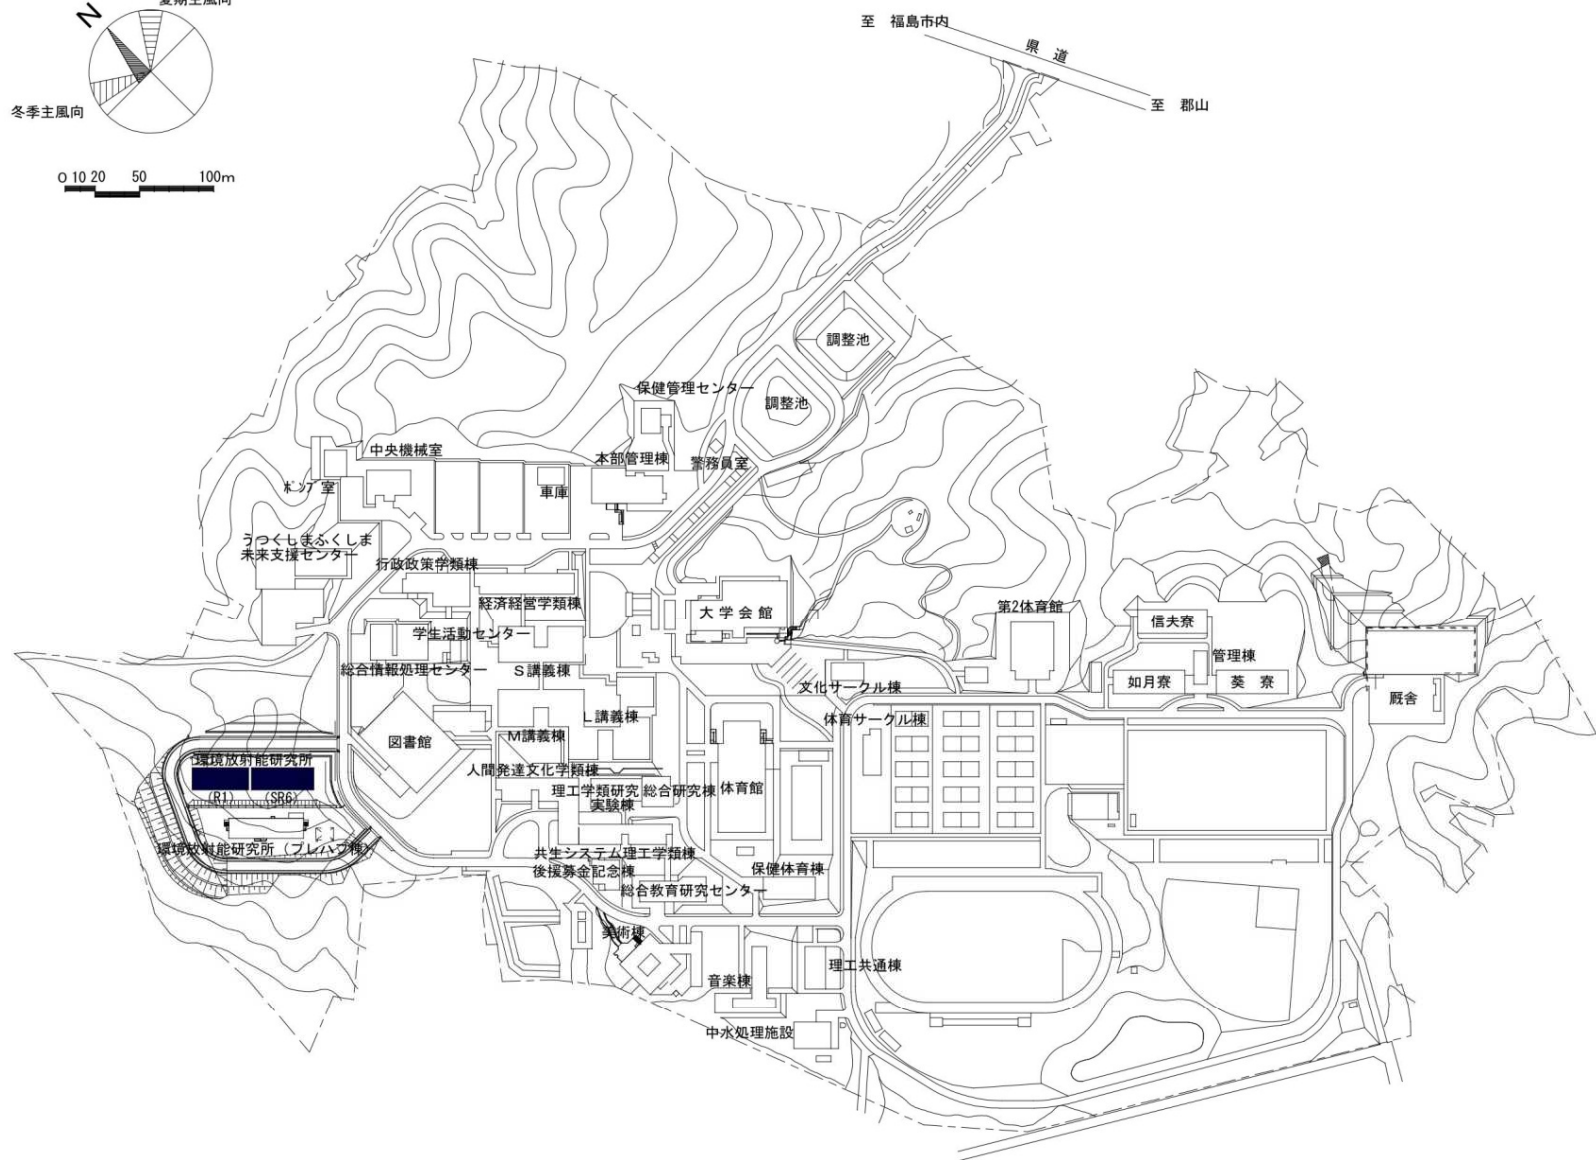 夏期主風向
N
冬季主風向
0 10 20 50 100m
至 福島市内
県道
至 郡山
調整池
調整池
保健管理センター
中央機械室
本部管理棟
警務員室
ポンプ室
車庫
うつくしまふくしま
未来支援センター
行政政策学類棟
経済経営学類棟
大学会館
第2体育館
信夫寮
学生活動センター
管理棟
総合情報処理センター
S講義棟
文化サークル棟
如月寮
葵寮
厩舎
L講義棟
体育サークル棟
図書館
M講義棟
環境放射能研究所
(R1)
(SR6)
人間発達文化学類棟
理工学類研究
実験棟
総合研究棟
体育館
環境放射能研究所(プレハブ棟)
共生システム理工学類棟
後援募金記念棟
保健体育棟
総合教育研究センター
美術棟
理工共通棟
音楽棟
中水処理施設